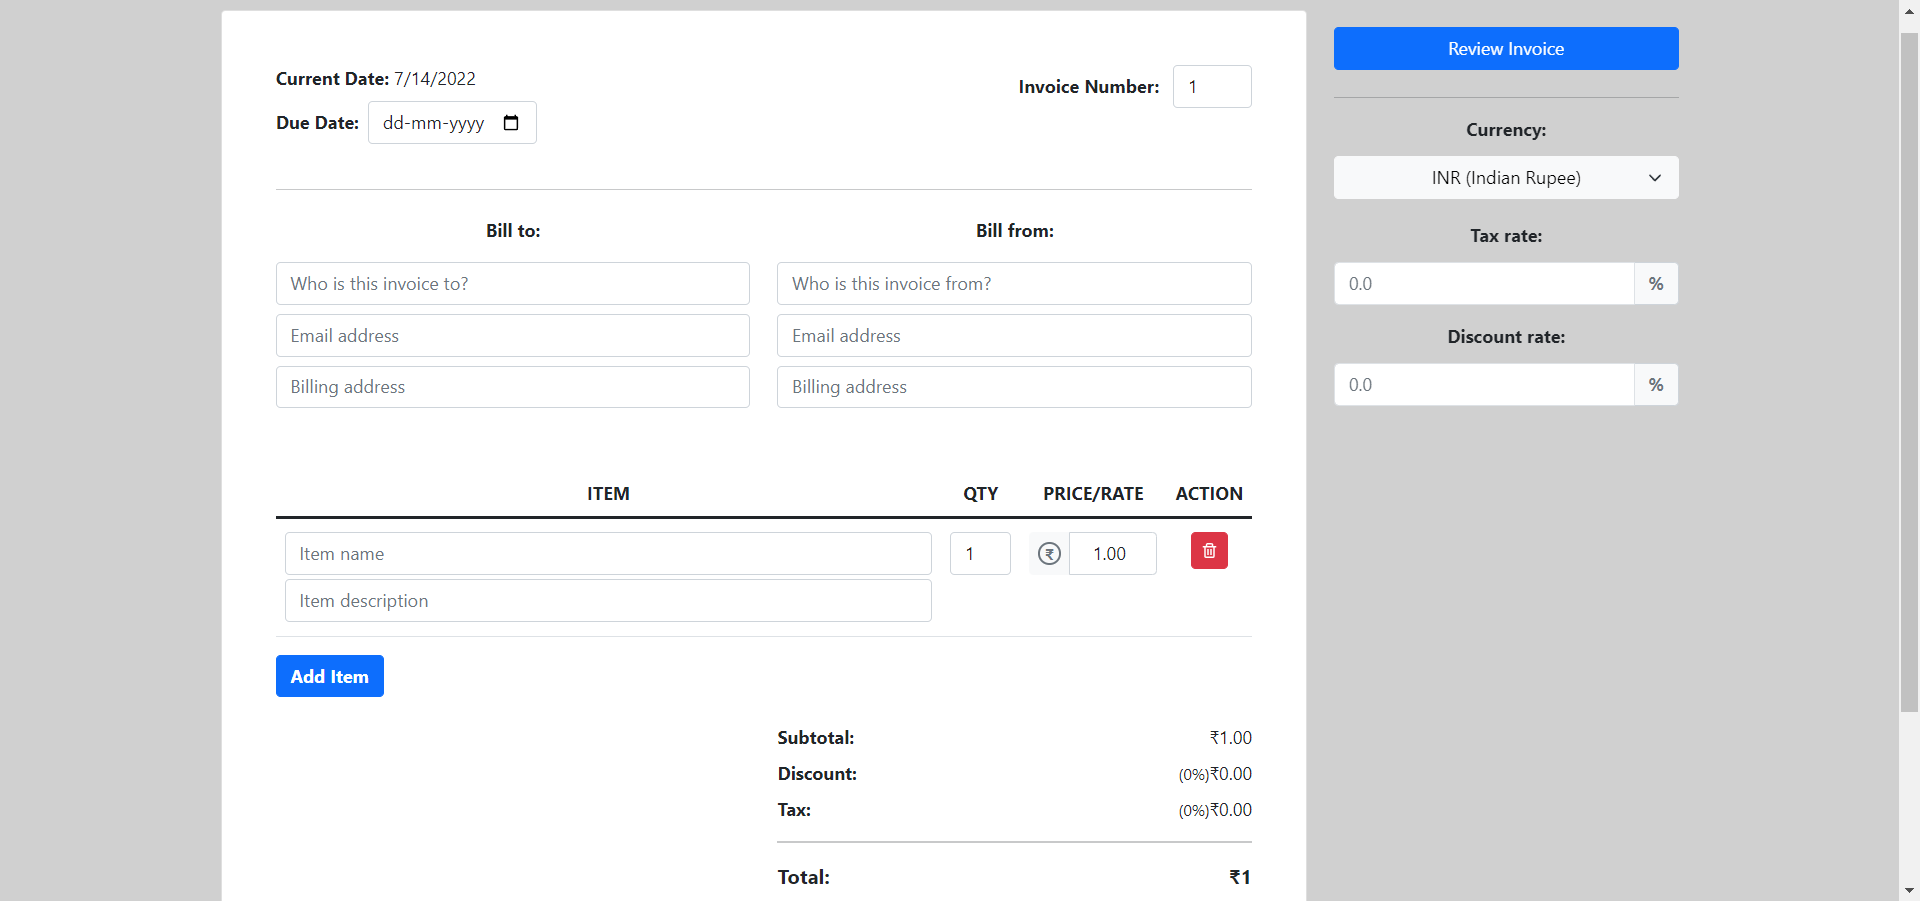 Current Date: 7/14/2022
Invoice Number: 1
Due Date: dd-mm-yyyy
Bill to:
Bill from:
Who is this invoice to?
Who is this invoice from?
Email address
Email address
Billing address
Billing address
ITEM QTY PRICE/RATE ACTION
Item name 1 ₹ 1.00
Item description
Add Item
Subtotal: ₹1.00
Discount: (0%)₹0.00
Tax: (0%)₹0.00
Total: ₹1
Review Invoice
Currency:
INR (Indian Rupee)
Tax rate:
0.0 %
Discount rate:
0.0 %